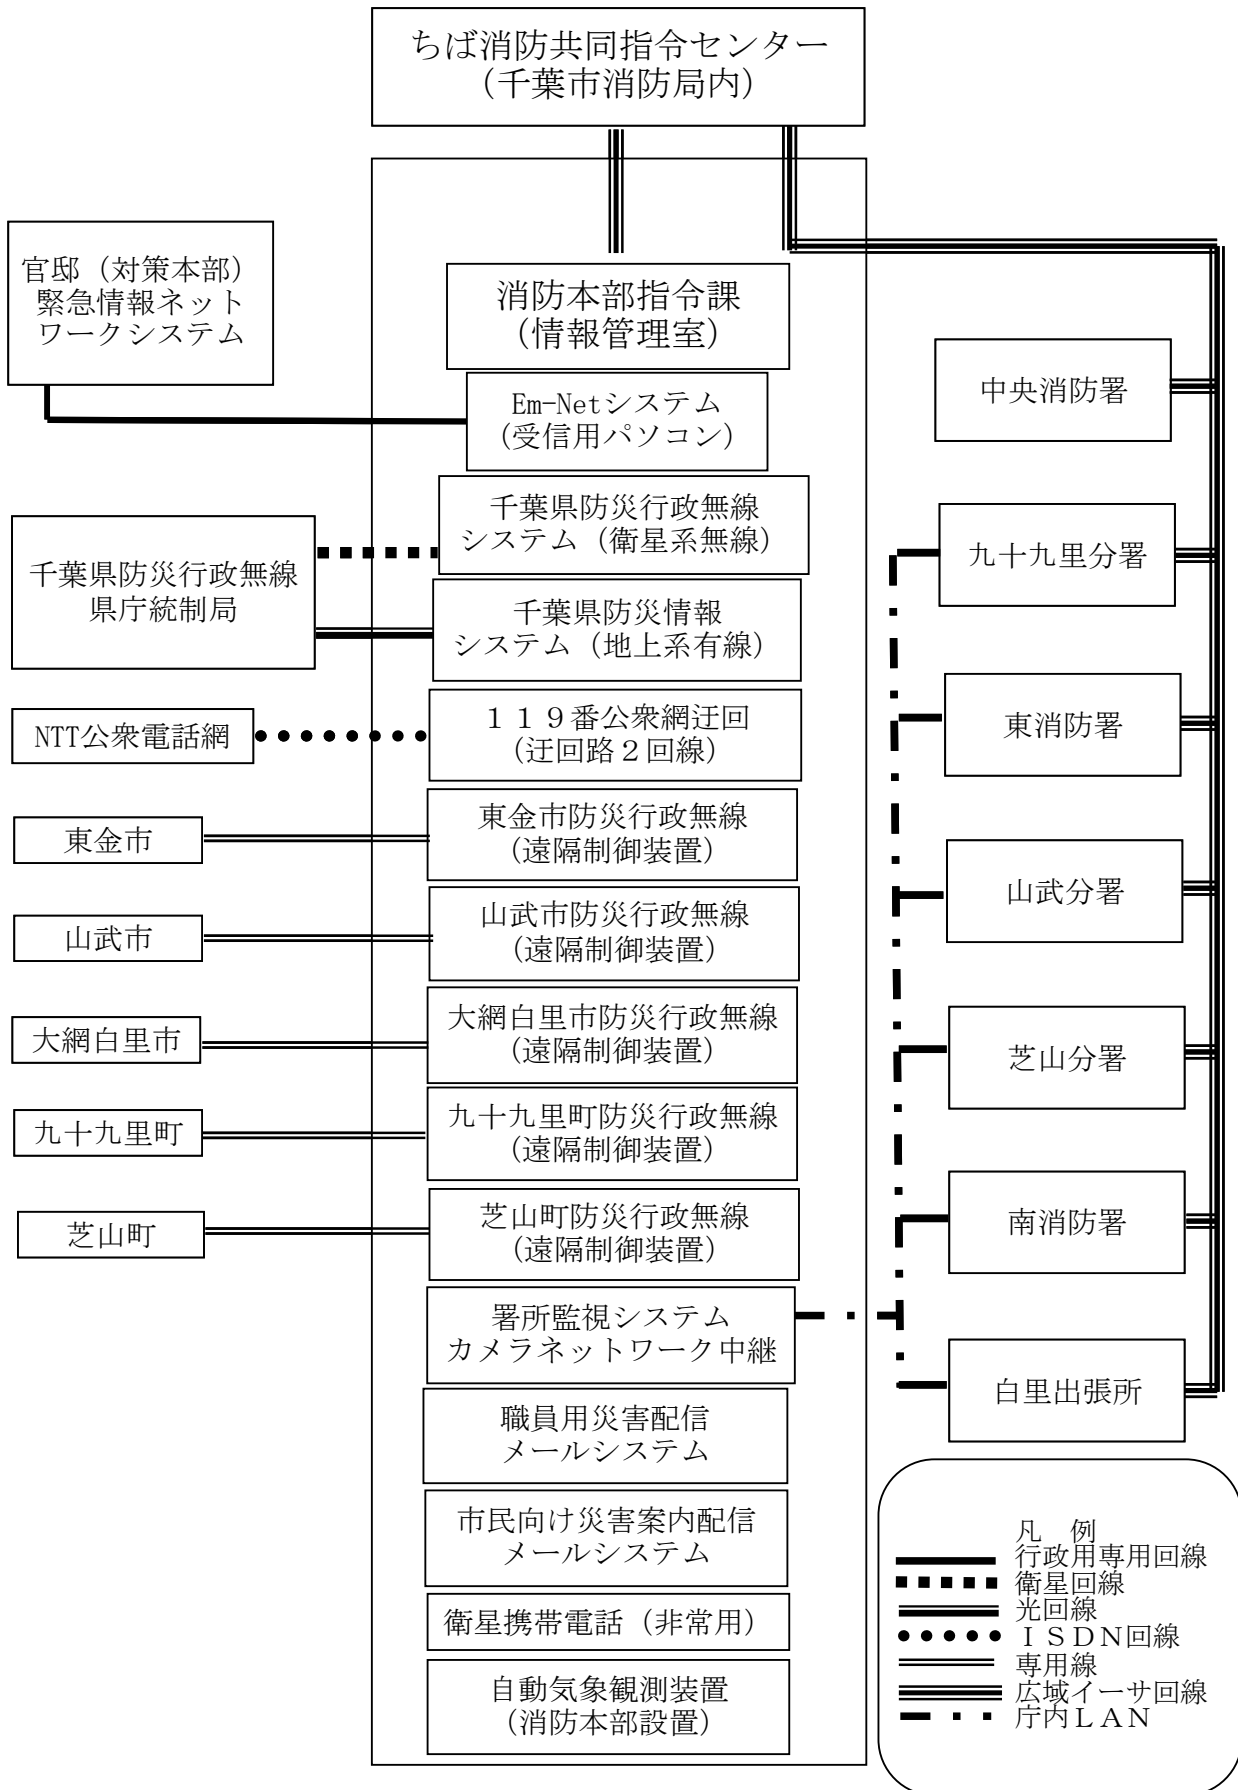 ちば消防共同指令センター
（千葉市消防局内）
官邸（対策本部）
緊急情報ネット
ワークシステム
消防本部指令課
（情報管理室）
Em-Netシステム
（受信用パソコン）
千葉県防災行政無線
県庁統制局
千葉県防災行政無線
システム（衛星系無線）
千葉県防災情報
システム（地上系有線）
NTT公衆電話網
１１９番公衆網迂回
（迂回路２回線）
東金市
東金市防災行政無線
（遠隔制御装置）
山武市
山武市防災行政無線
（遠隔制御装置）
大網白里市
大網白里市防災行政無線
（遠隔制御装置）
九十九里町
九十九里町防災行政無線
（遠隔制御装置）
芝山町
芝山町防災行政無線
（遠隔制御装置）
署所監視システム
カメラネットワーク中継
職員用災害配信
メールシステム
市民向け災害案内配信
メールシステム
衛星携帯電話（非常用）
自動気象観測装置
（消防本部設置）
中央消防署
九十九里分署
東消防署
山武分署
芝山分署
南消防署
白里出張所
凡　例
行政用専用回線
衛星回線
光回線
ＩＳＤＮ回線
専用線
広域イーサ回線
庁内ＬＡＮ